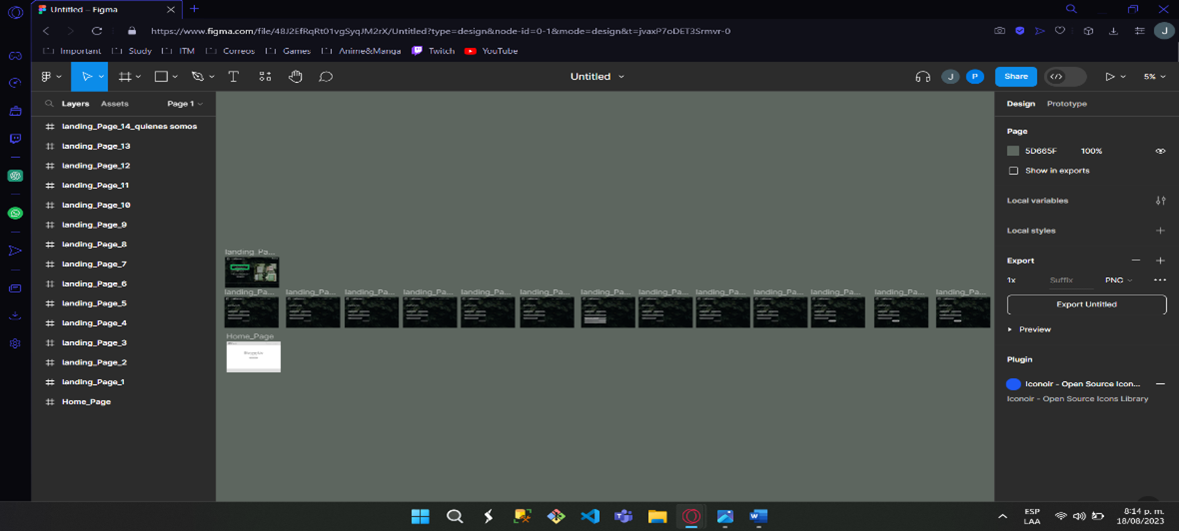 Untitled – Figma
https://www.figma.com/file/48J2EfRqRt01vgSyqJM2rX/Untitled?type=design&node-id=0-1&mode=design&t=jvaxP7oDET3Srmvr-0
J
Important Study ITM Correos Games Anime&Manga Twitch YouTube
Untitled J P Share 5%
Layers Assets Page 1 Design Prototype
landing_Page_14_quienes somos
landing_Page_13
landing_Page_12
landing_Page_11
landing_Page_10
landing_Page_9
landing_Page_8
landing_Page_7
landing_Page_6
landing_Page_5
landing_Page_4
landing_Page_3
landing_Page_2
landing_Page_1
Home_Page
landing_Pa...
landing_Pa... landing_Pa... landing_Pa... landing_Pa... landing_Pa... landing_Pa... landing_Pa... landing_Pa... landing_Pa... landing_Pa... landing_Pa... landing_Pa... landing_Pa...
Home_Page
Page
5D665F 100%
Show in exports
Local variables
Local styles
Export
1x Suffix PNG
Export Untitled
Preview
Plugin
Iconoir - Open Source Icon...
Iconoir - Open Source Icons Library
ESP
LAA
8:14 p. m.
18/08/2023